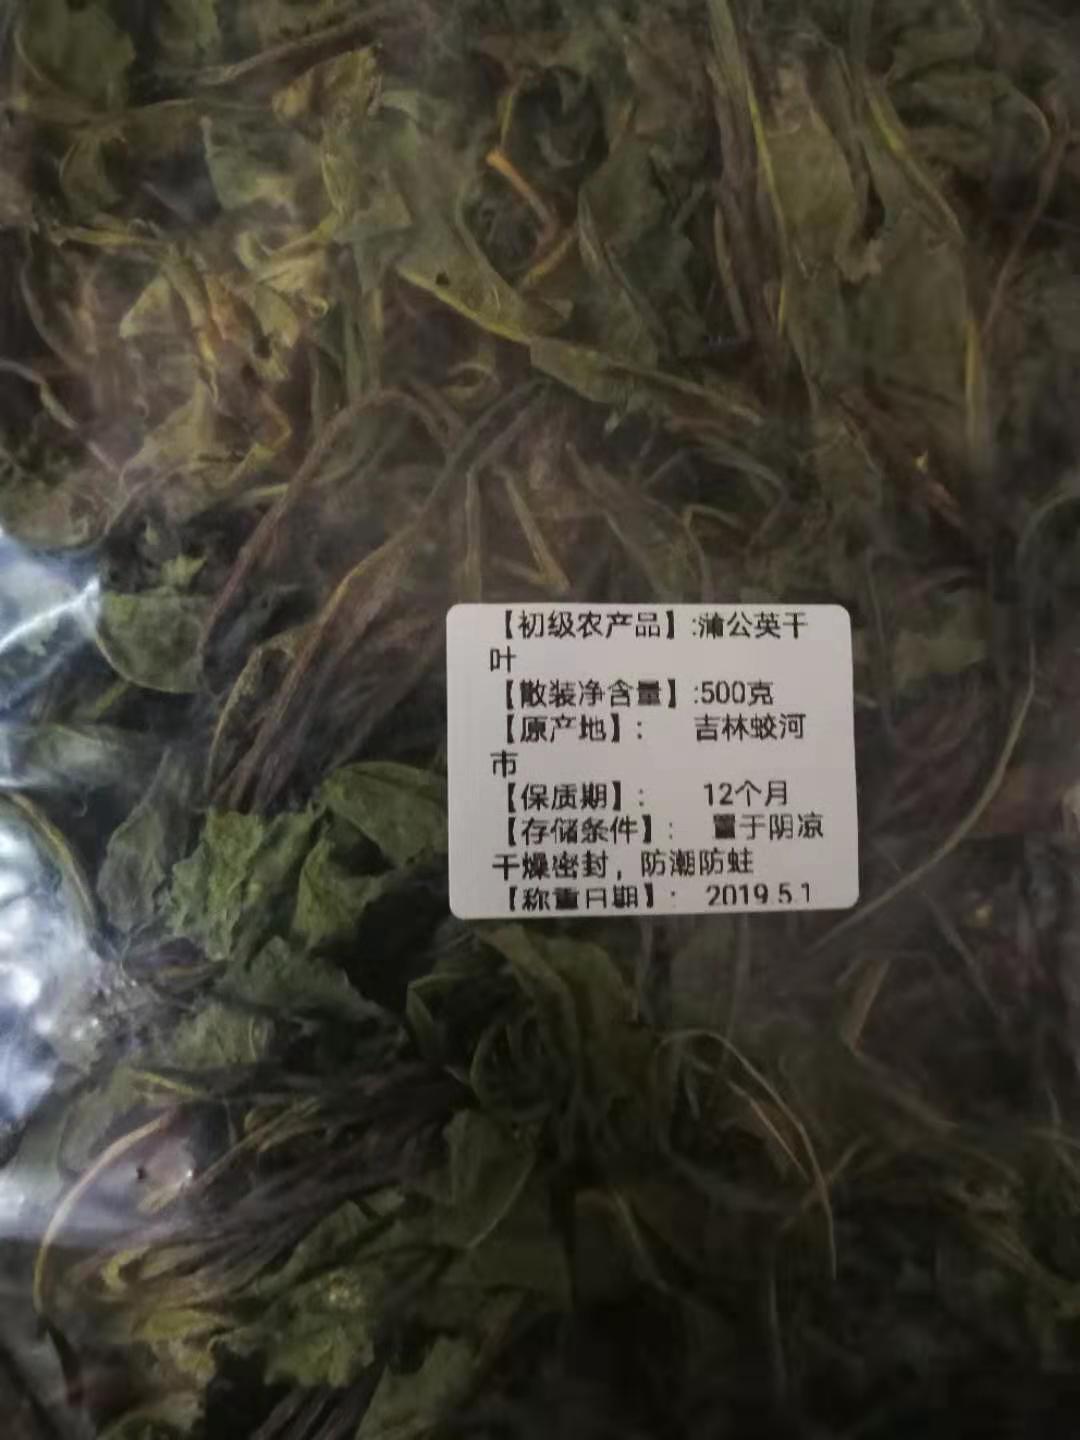 【初级农产品】:蒲公英干
叶
【散装净含量】:500克
【原产地】: 吉林蛟河
市
【保质期】: 12个月
【存储条件】: 置于阴凉
干燥密封，防潮防蛀
【称重日期】: 2019.5.1